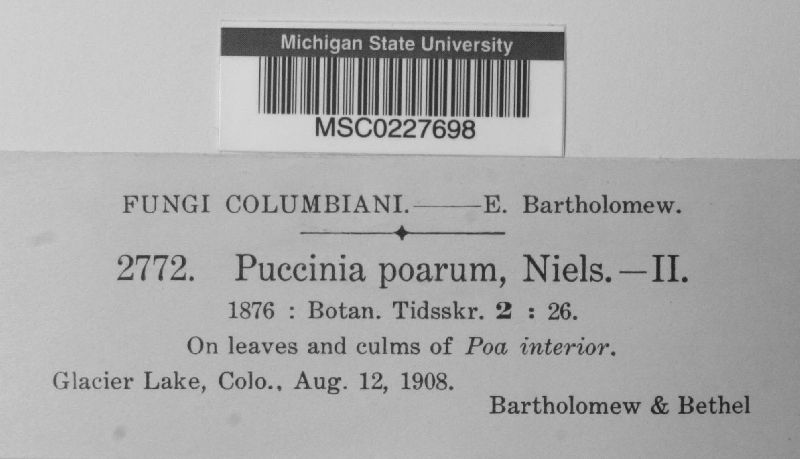 Michigan State University
MSC0227698
FUNGI COLUMBIANI.——E. Bartholomew.
2772. Puccinia poarum, Niels.—II.
1876 : Botan. Tidsskr. 2 : 26.
On leaves and culms of Poa interior.
Glacier Lake, Colo., Aug. 12, 1908.
Bartholomew & Bethel